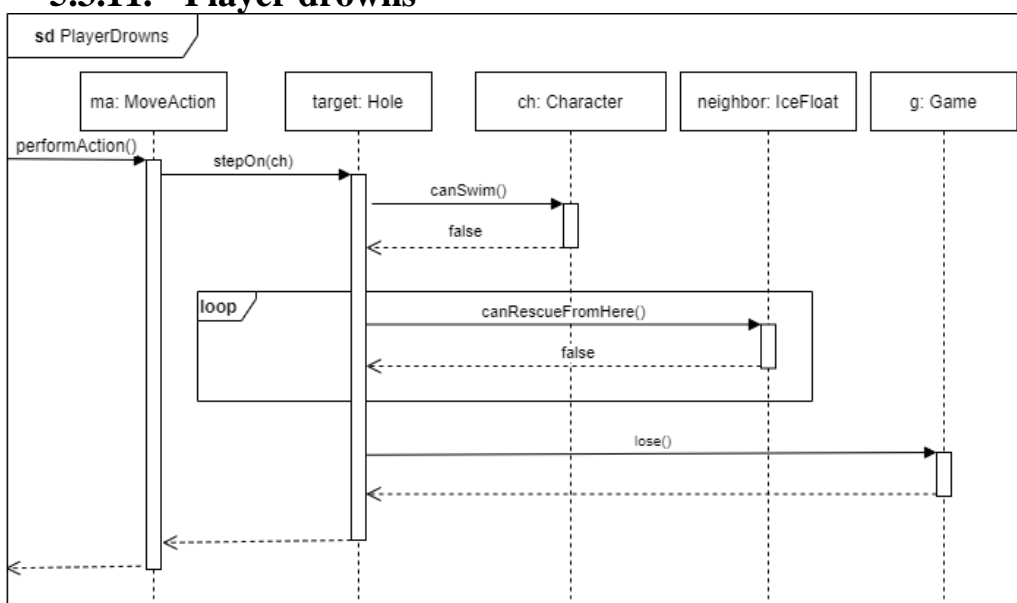 Player drowns
sd PlayerDrowns
ma: MoveAction
target: Hole
ch: Character
neighbor: IceFloat
g: Game
performAction()
stepOn(ch)
canSwim()
false
loop
canRescueFromHere()
false
lose()